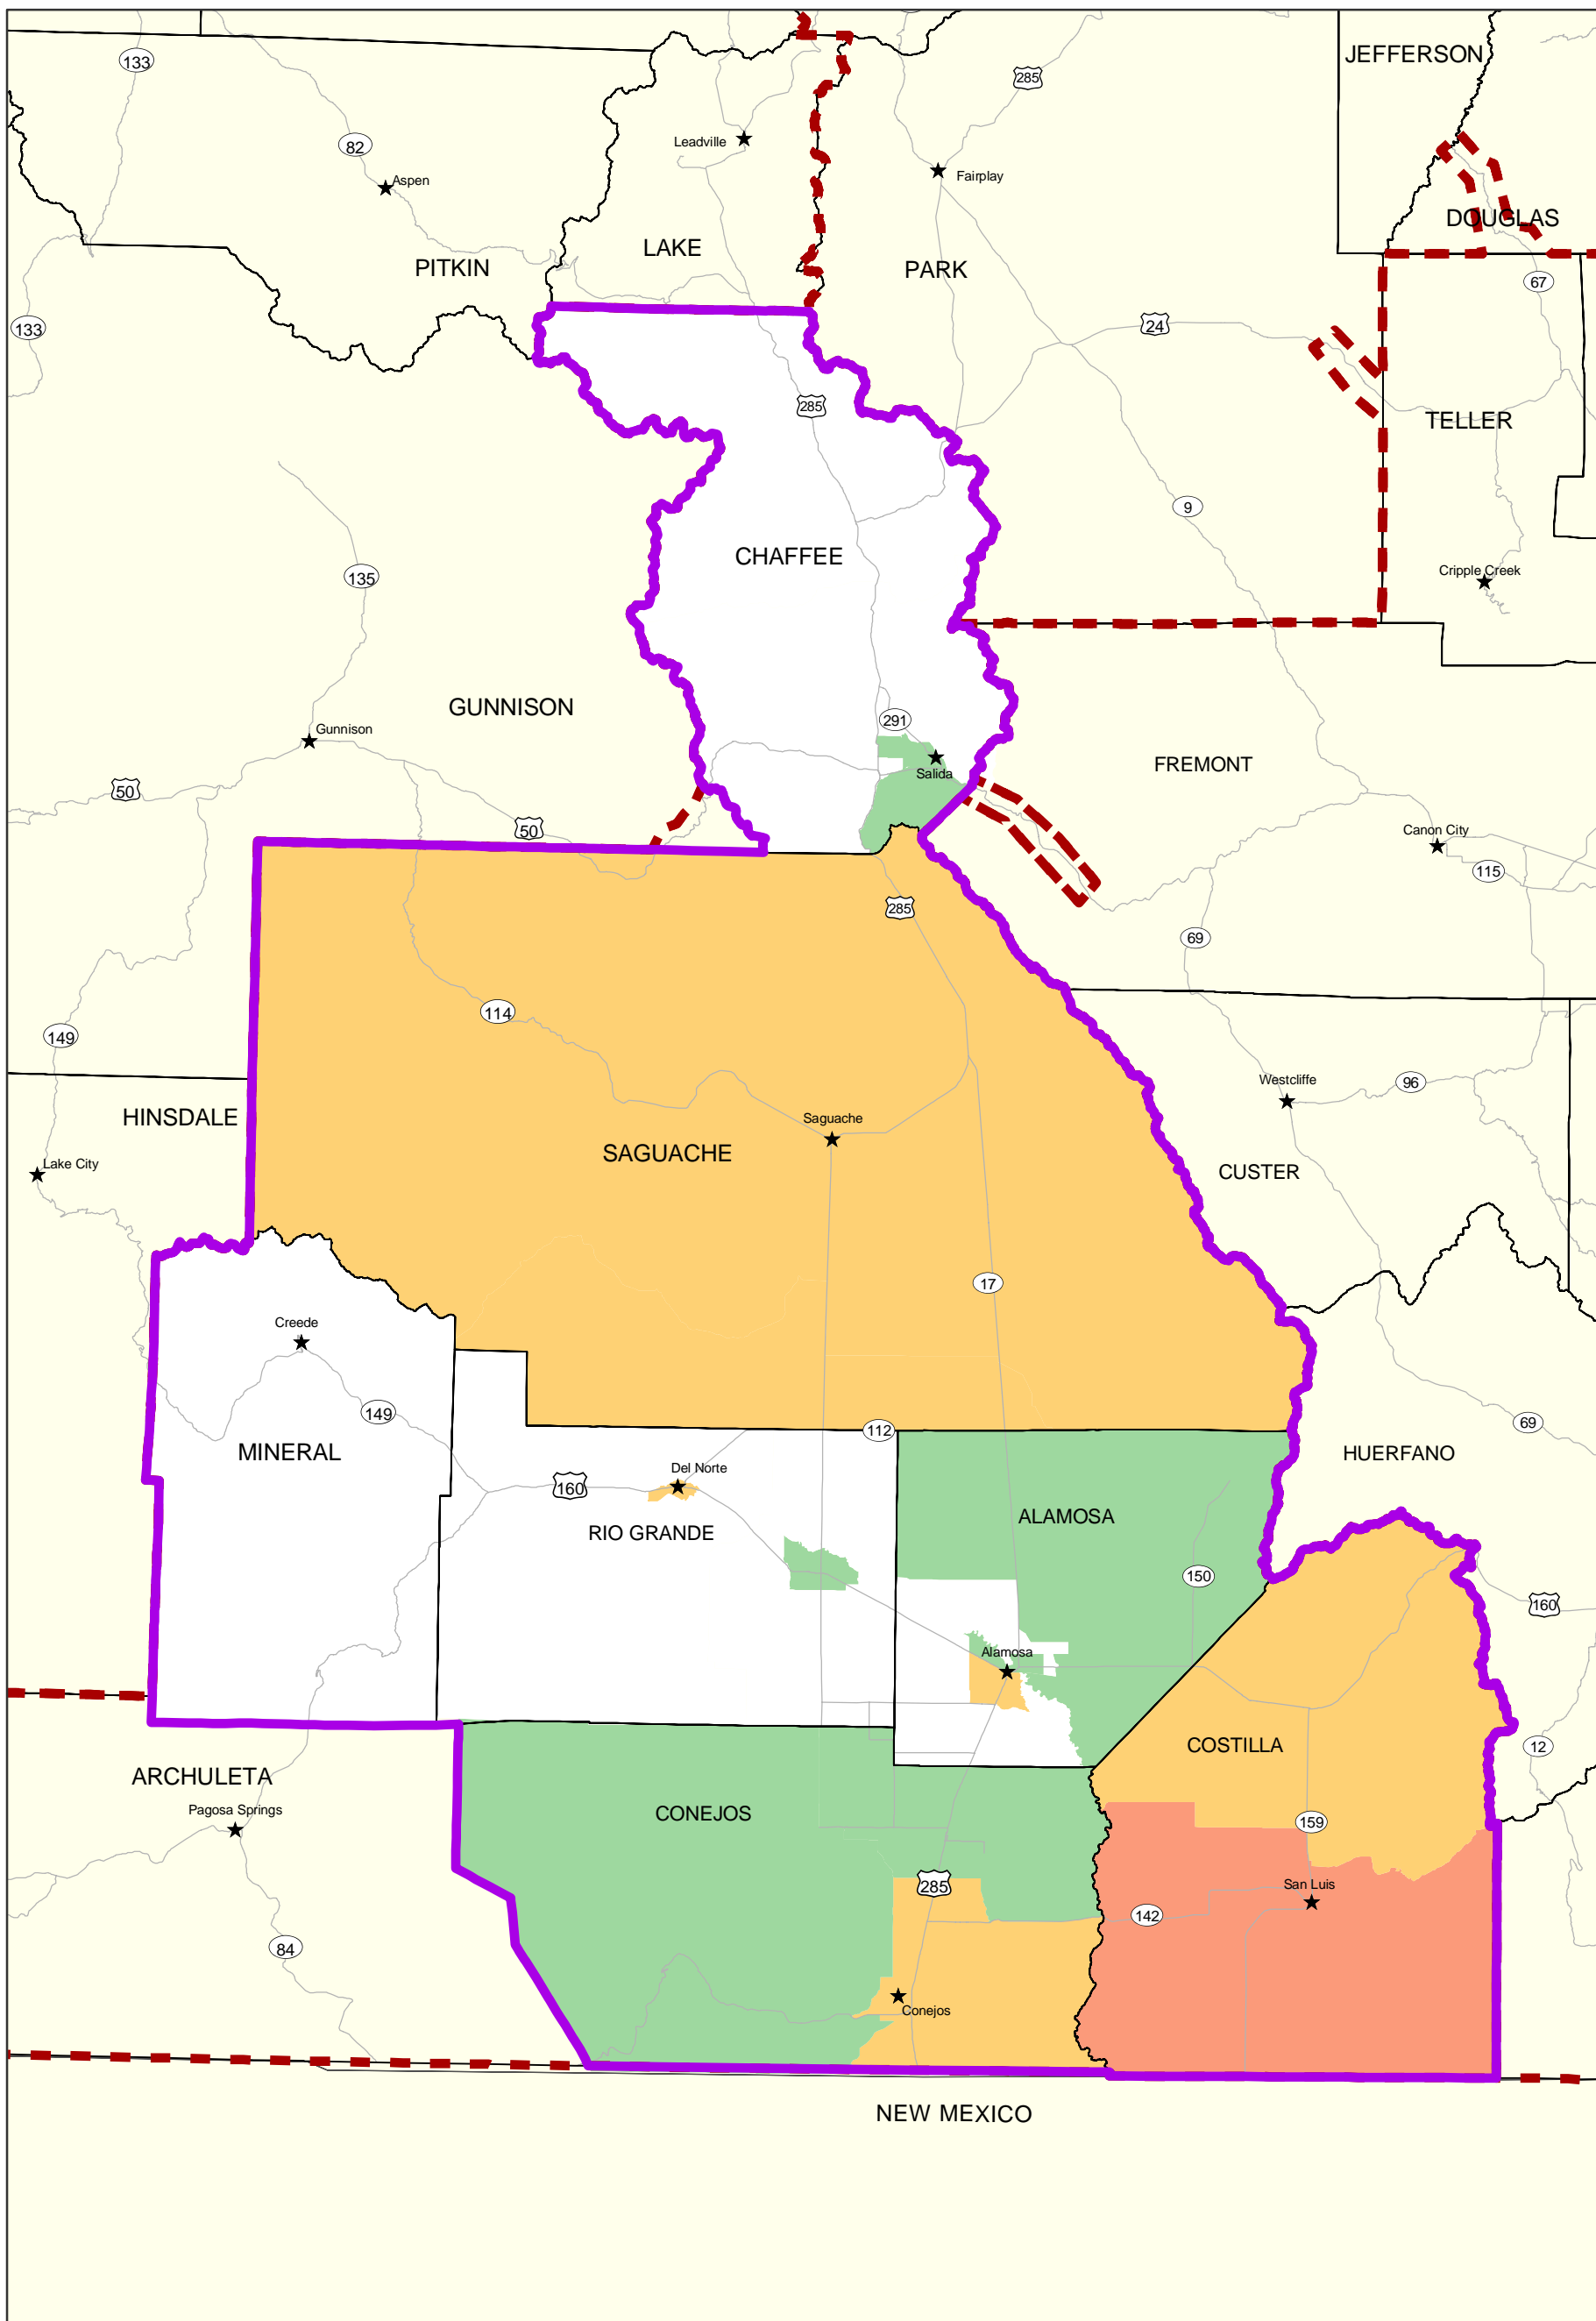 JEFFERSON
133
285
82
Leadville
Aspen
Fairplay
DOUGLAS
LAKE
PITKIN
PARK
67
133
24
285
TELLER
9
CHAFFEE
135
Cripple Creek
GUNNISON
291
Gunnison
FREMONT
Salida
50
50
Canon City
115
285
69
114
149
Westcliffe
96
HINSDALE
Saguache
SAGUACHE
Lake City
CUSTER
17
Creede
149
69
112
MINERAL
HUERFANO
Del Norte
160
ALAMOSA
RIO GRANDE
150
160
Alamosa
COSTILLA
12
ARCHULETA
CONEJOS
Pagosa Springs
159
285
San Luis
142
84
Conejos
NEW MEXICO